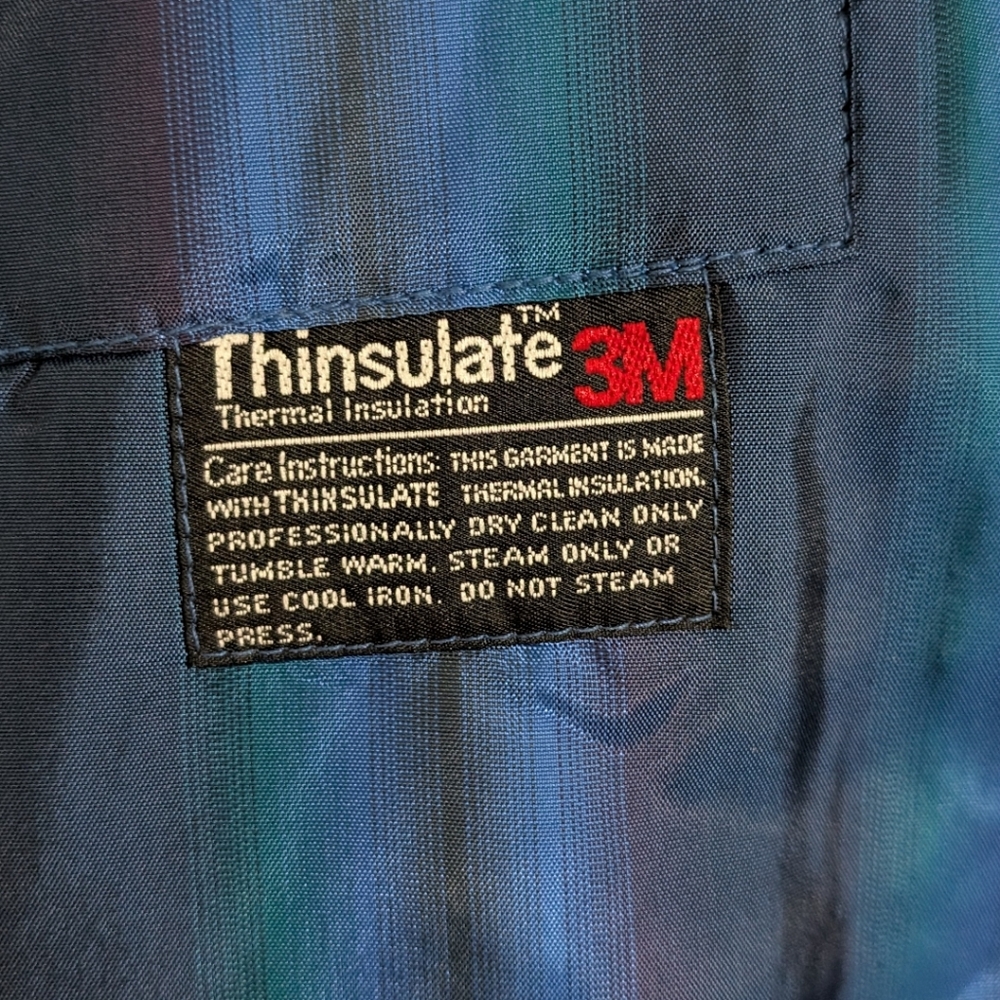 Thinsulate™ 3M
Thermal Insulation
Care Instructions: THIS GARMENT IS MADE
WITH THINSULATE THERMAL INSULATION.
PROFESSIONALLY DRY CLEAN ONLY
TUMBLE WARM. STEAM ONLY OR
USE COOL IRON. DO NOT STEAM
PRESS.